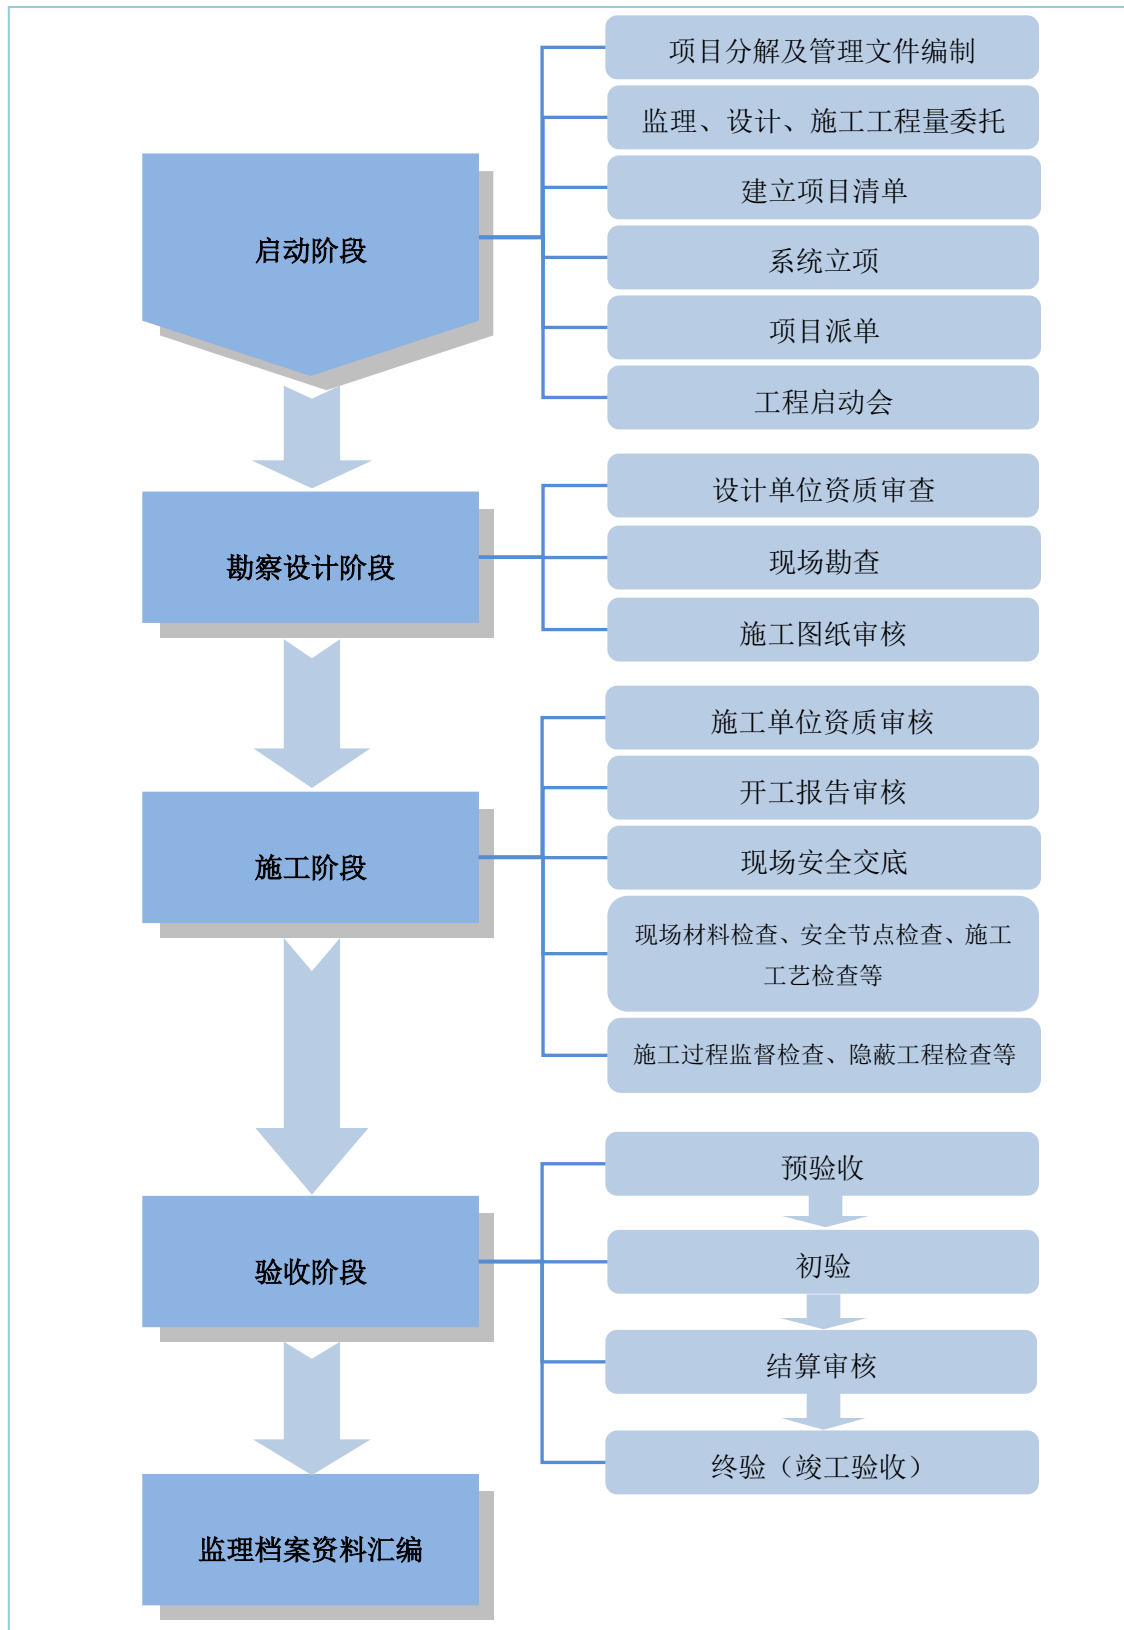 启动阶段
项目分解及管理文件编制
监理、设计、施工工程量委托
建立项目清单
系统立项
项目派单
工程启动会
勘察设计阶段
设计单位资质审查
现场勘查
施工图纸审核
施工阶段
施工单位资质审核
开工报告审核
现场安全交底
现场材料检查、安全节点检查、施工
工艺检查等
施工过程监督检查、隐蔽工程检查等
验收阶段
预验收
初验
结算审核
终验（竣工验收）
监理档案资料汇编